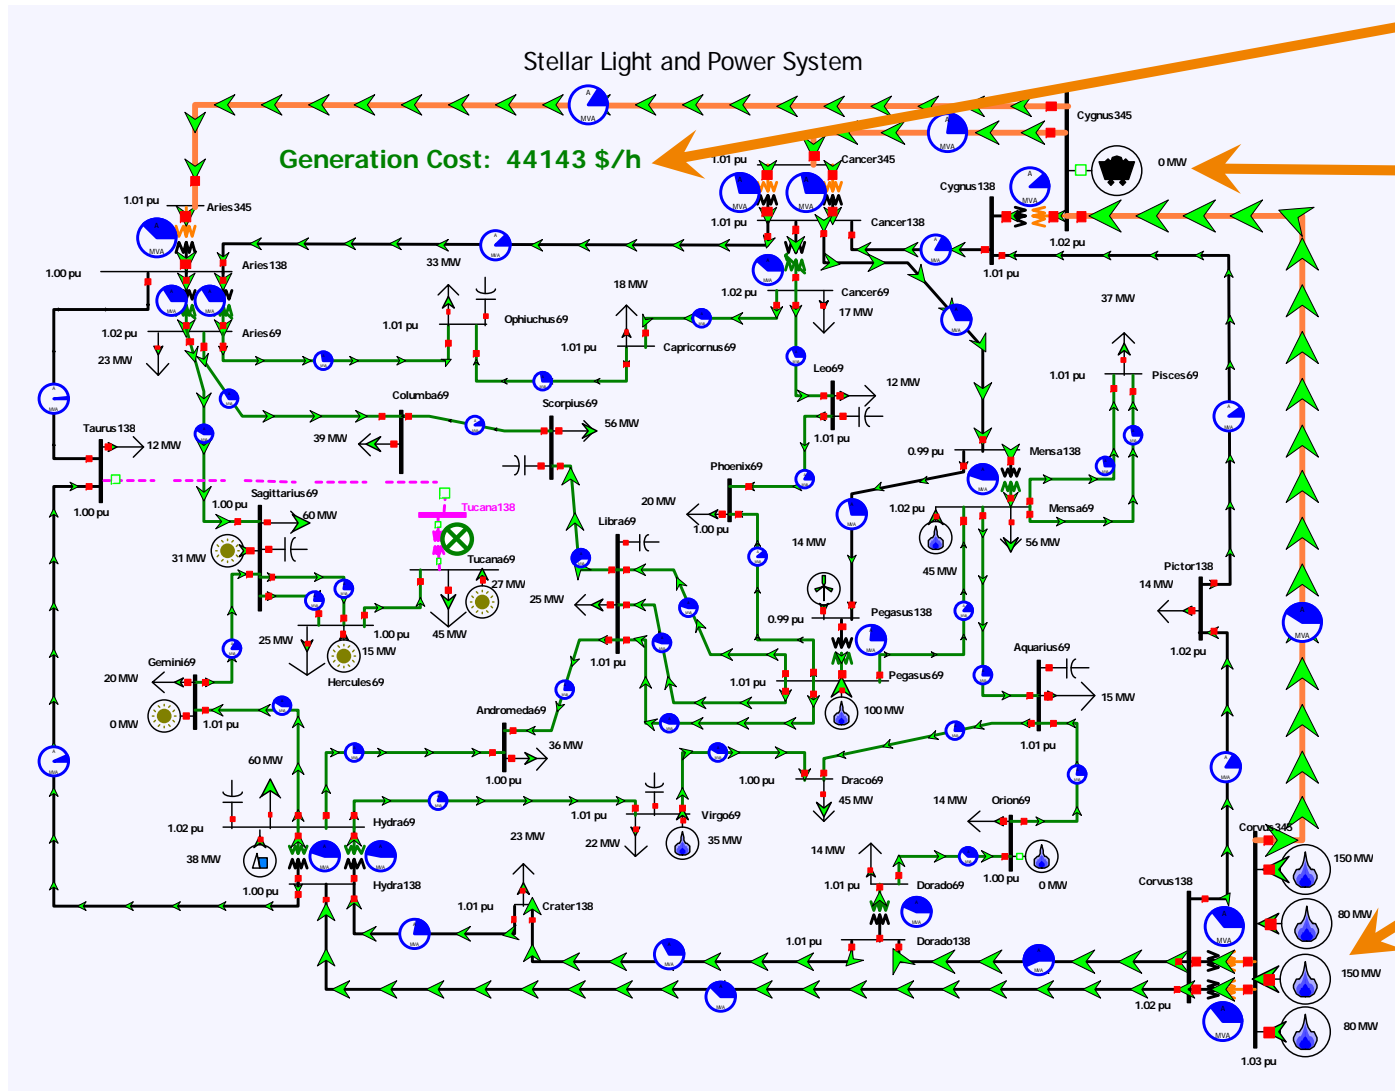 Stellar Light and Power System
Cygnus345
Generation Cost: 44143 $/h
1.01 pu
Cancer345
0 MW
Cygnus138
1.01 pu
Aries345
1.01 pu
Cancer138
1.02 pu
1.01 pu
33 MW
1.00 pu
Aries138
18 MW
1.02 pu
Cancer69
17 MW
37 MW
1.02 pu
Aries69
23 MW
1.01 pu
Ophiuchus69
1.01 pu
Capricornus69
Leo69
12 MW
1.01 pu
Pisces69
Columba69
Scorpius69
56 MW
39 MW
1.01 pu
Taurus138
12 MW
1.00 pu
Phoenix69
20 MW
1.00 pu
0.99 pu
Mensa138
1.02 pu
Mensa69
56 MW
45 MW
Sagittarius69
1.00 pu
60 MW
31 MW
Tucana138
Tucana69
27 MW
45 MW
Libra69
25 MW
1.01 pu
14 MW
0.99 pu
Pegasus138
Pictor138
14 MW
1.02 pu
25 MW
1.00 pu
15 MW
Hercules69
Gemini69
20 MW
0 MW
1.01 pu
1.01 pu
Pegasus69
100 MW
Aquarius69
15 MW
1.01 pu
Andromeda69
36 MW
1.00 pu
60 MW
1.00 pu
Draco69
45 MW
1.02 pu
Hydra69
38 MW
1.01 pu
Virgo69
22 MW
35 MW
14 MW
Orion69
1.00 pu
0 MW
Corvus345
150 MW
80 MW
150 MW
80 MW
1.03 pu
23 MW
14 MW
1.01 pu
Dorado69
1.00 pu
Hydra138
1.01 pu
Crater138
Corvus138
1.01 pu
Dorado138
1.02 pu